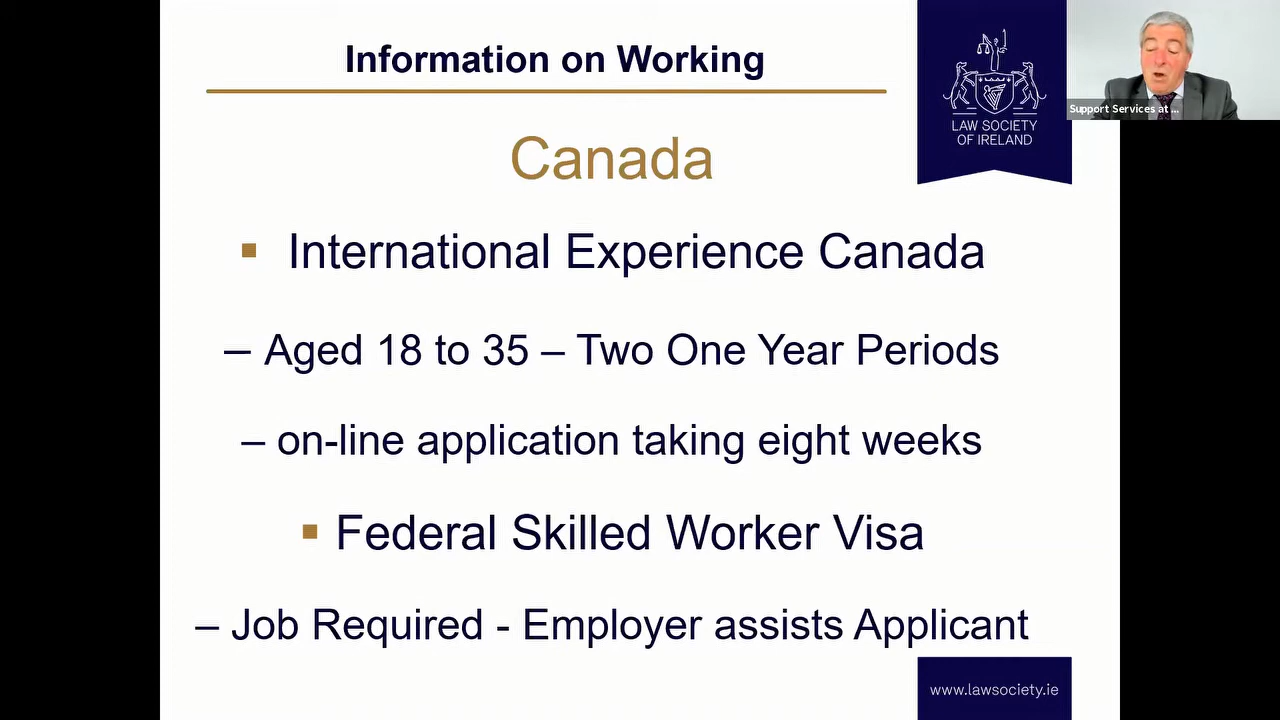 Information on Working
LAW SOCIETY
OF IRELAND
Support Services at ...
Canada
▪ International Experience Canada
– Aged 18 to 35 – Two One Year Periods
– on-line application taking eight weeks
▪ Federal Skilled Worker Visa
– Job Required - Employer assists Applicant
www.lawsociety.ie